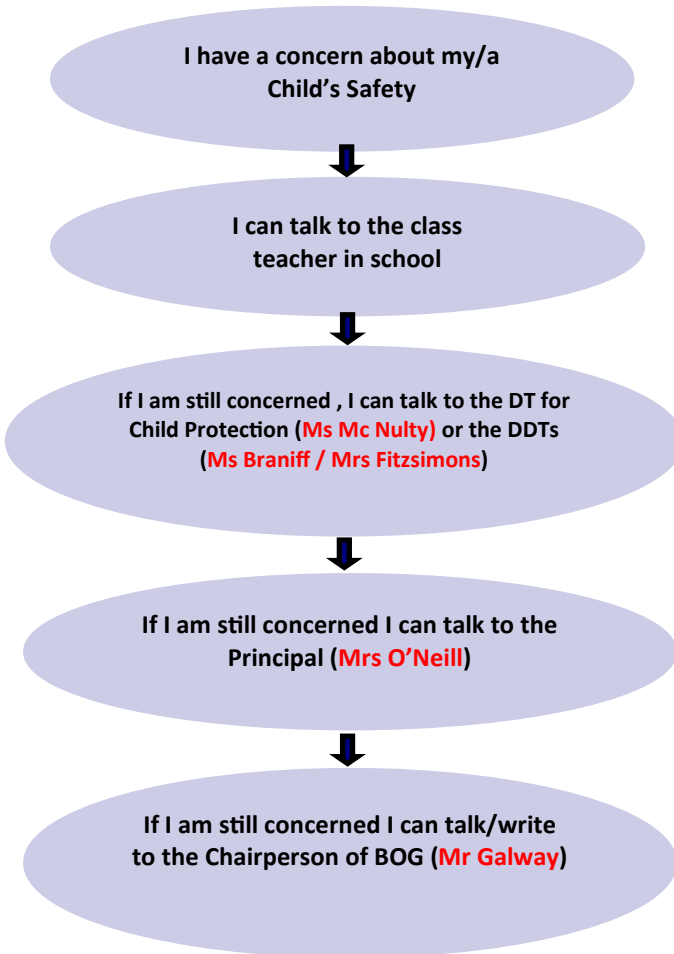 I have a concern about my/a
Child’s Safety
I can talk to the class
teacher in school
If I am still concerned , I can talk to the DT for
Child Protection (Ms Mc Nulty) or the DDTs
(Ms Braniff / Mrs Fitzsimons)
If I am still concerned I can talk to the
Principal (Mrs O’Neill)
If I am still concerned I can talk/write
to the Chairperson of BOG (Mr Galway)